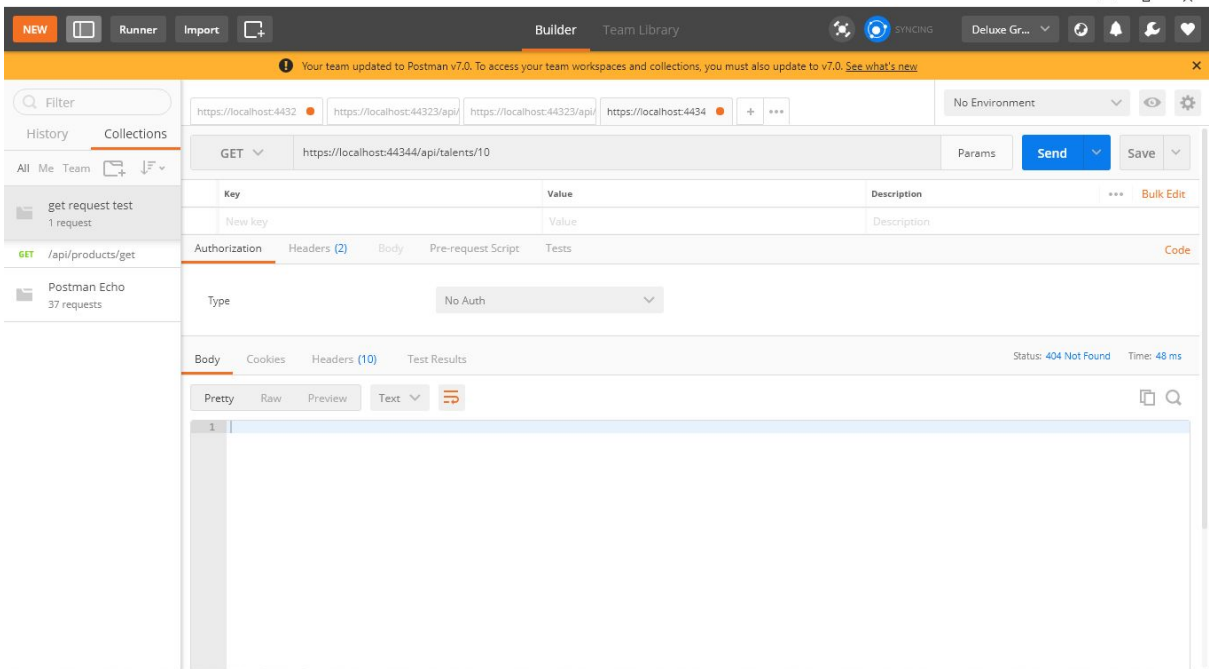 NEW Runner Import Builder Team Library SYNCING Deluxe Gr...
Your team updated to Postman v7.0. To access your team workspaces and collections, you must also update to v7.0. See what's new
Filter
History Collections
All Me Team
get request test
1 request
GET /api/products/get
Postman Echo
37 requests
https://localhost:4432 https://localhost:44323/api/ https://localhost:44323/api/ https://localhost:4434 + ••• No Environment
GET https://localhost:44344/api/talents/10 Params Send Save
Key Value Description ••• Bulk Edit
New key Value Description
Authorization Headers (2) Body Pre-request Script Tests Code
Type No Auth
Body Cookies Headers (10) Test Results Status: 404 Not Found Time: 48 ms
Pretty Raw Preview Text
1